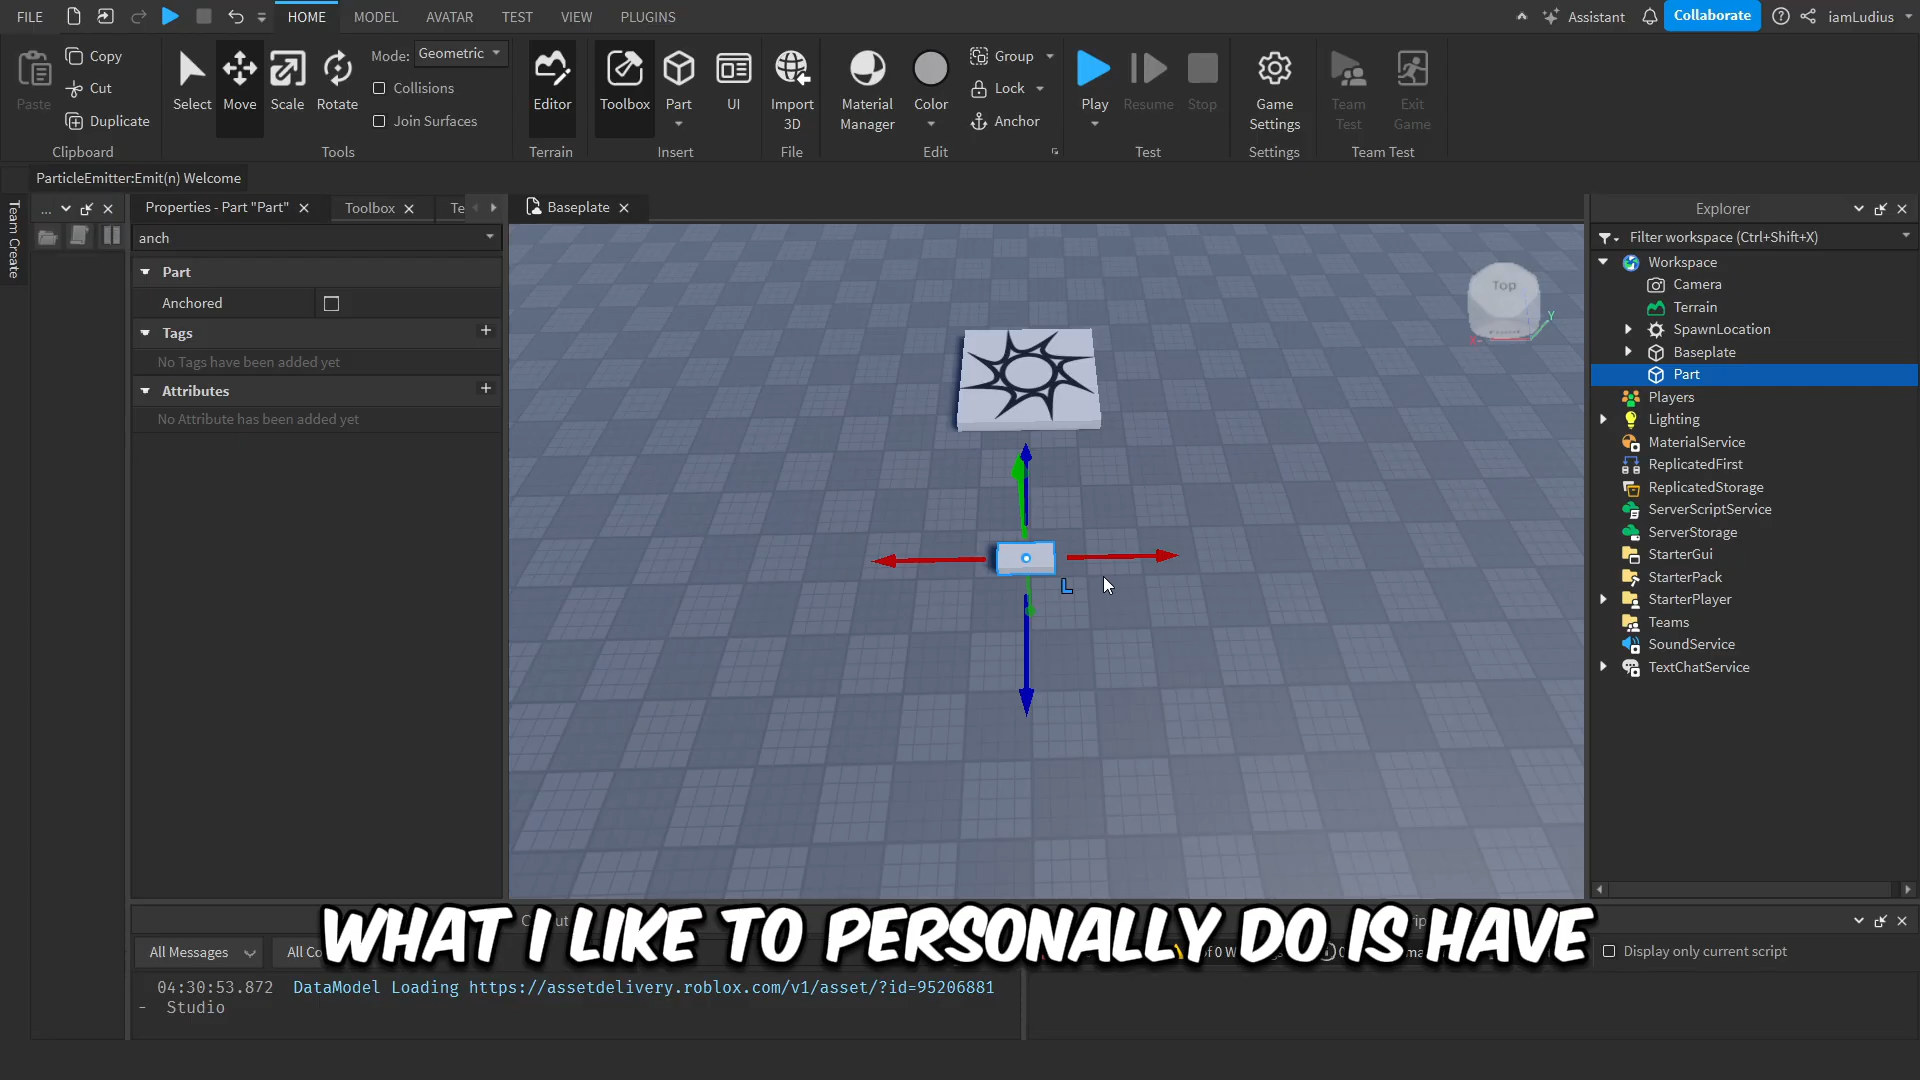 FILE HOME MODEL AVATAR TEST VIEW PLUGINS Assistant Collaborate iamLudius
Paste Copy Cut Duplicate Clipboard
Select Move Scale Rotate Mode: Geometric Collisions Join Surfaces Tools
Editor Terrain
Toolbox Part UI Insert
Import 3D File
Material Manager Color Group Lock Anchor Edit
Play Resume Stop Test
Game Settings Settings
Team Test Exit Game Team Test
ParticleEmitter:Emit(n) Welcome
Team Create
...
Properties - Part "Part" Toolbox Te
anch
Part
Anchored
Tags
No Tags have been added yet
Attributes
No Attribute has been added yet
Baseplate
Top
Y
L
Explorer
Filter workspace (Ctrl+Shift+X)
Workspace
Camera
Terrain
SpawnLocation
Baseplate
Part
Players
Lighting
MaterialService
ReplicatedFirst
ReplicatedStorage
ServerScriptService
ServerStorage
StarterGui
StarterPack
StarterPlayer
Teams
SoundService
TextChatService
WHAT I LIKE TO PERSONALLY DO IS HAVE
All Messages
Display only current script
04:30:53.872 DataModel Loading https://assetdelivery.roblox.com/v1/asset/?id=95206881
- Studio